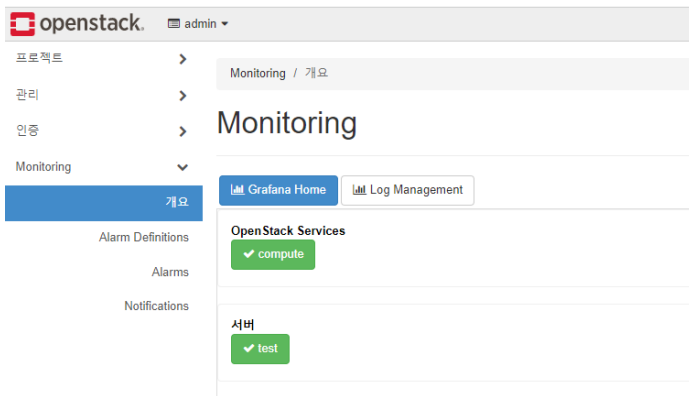 openstack. admin
프로젝트
관리
인증
Monitoring
개요
Alarm Definitions
Alarms
Notifications
Monitoring / 개요
Monitoring
Grafana Home Log Management
OpenStack Services
compute
서버
test